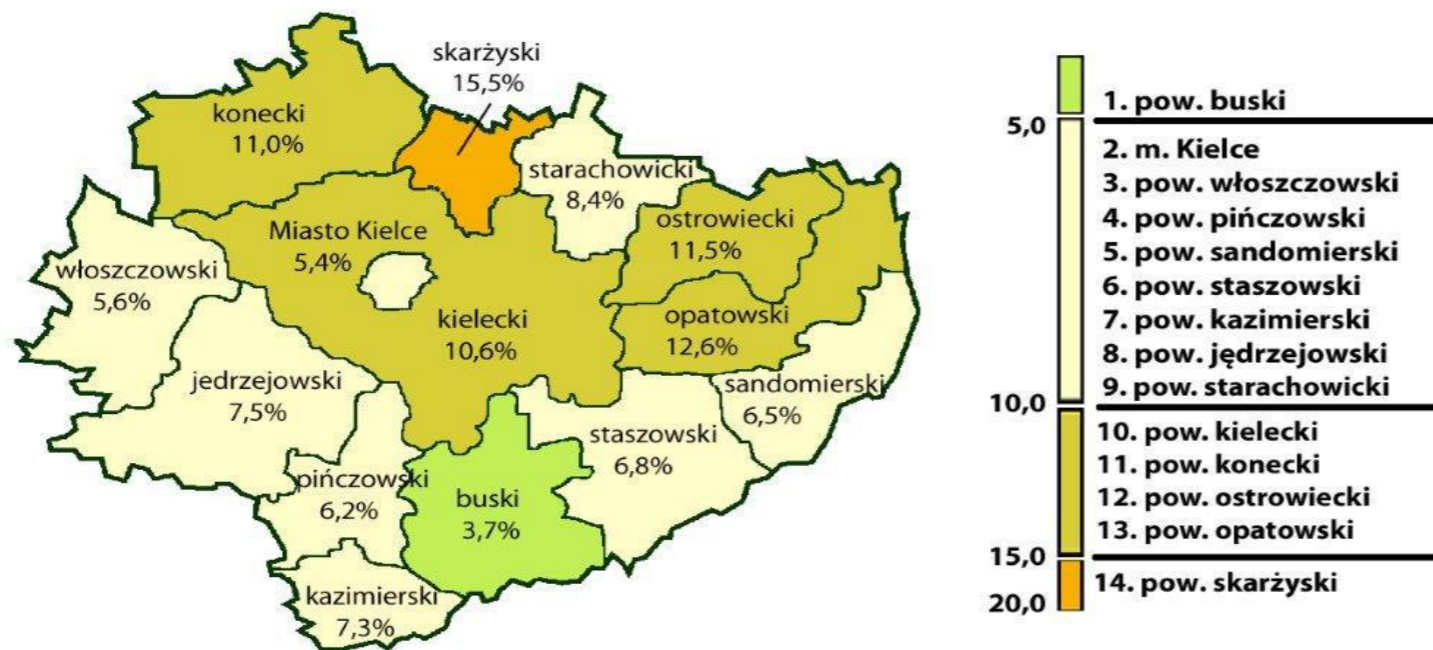 skarżyski
15,5%
konecki
11,0%
starachowicki
8,4%
ostrowiecki
11,5%
Miasto Kielce
5,4%
włoszczowski
5,6%
kielecki
10,6%
opatowski
12,6%
jedrzejowski
7,5%
sandomierski
6,5%
staszowski
6,8%
pińczowski
6,2%
buski
3,7%
kazimierski
7,3%
1. pow. buski
5,0
2. m. Kielce
3. pow. włoszczowski
4. pow. pińczowski
5. pow. sandomierski
6. pow. staszowski
7. pow. kazimierski
8. pow. jędrzejowski
9. pow. starachowicki
10,0
10. pow. kielecki
11. pow. konecki
12. pow. ostrowiecki
13. pow. opatowski
15,0
14. pow. skarżyski
20,0